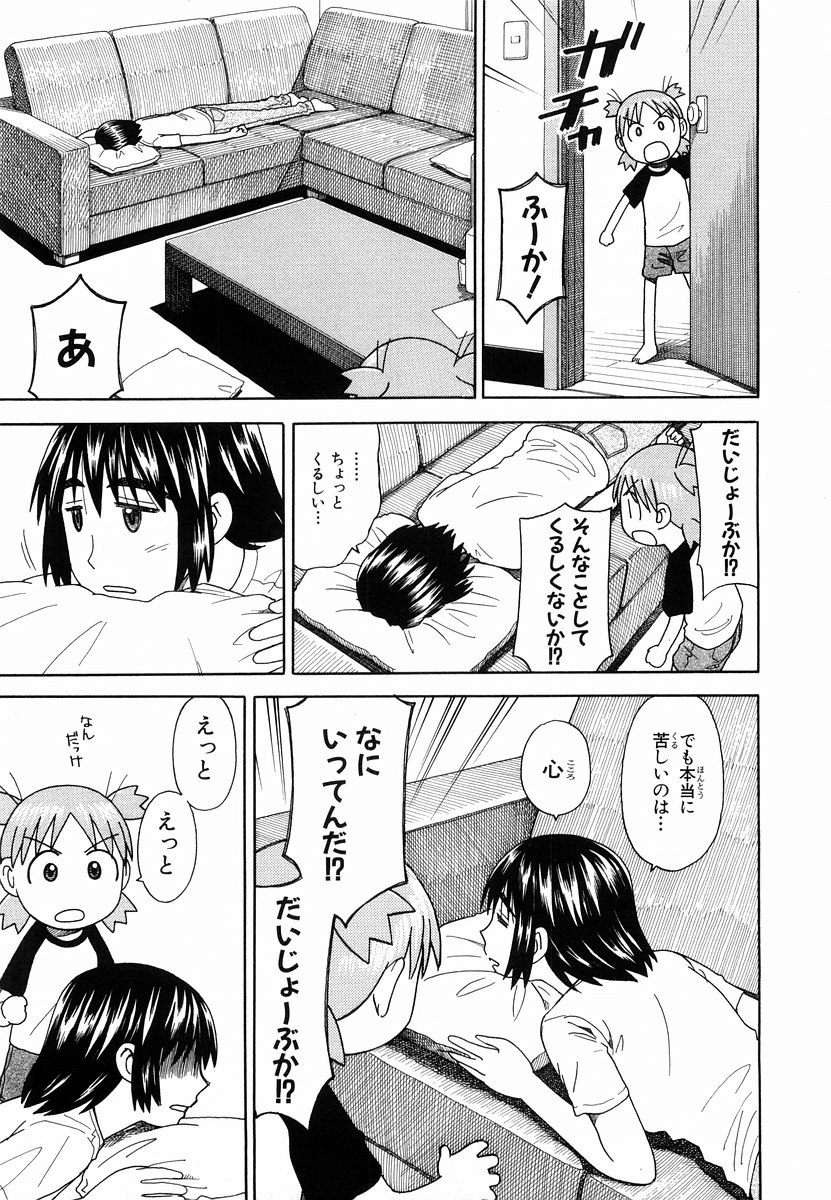 ガチャ
ふーか!
あ
だいじょーぶか!?
そんなことして
くるしくないか!?
……
ちょっと
くるしい…
でも本当に
苦しいのは…
心
なに
いってんだ!?
だいじょーぶか!?
えっと
えっと
なん
だっけ